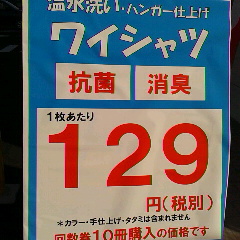 温水洗い・ハンガー仕上げ
ワイシャツ
抗菌 消臭
1枚あたり
129
円(税別)
＊カラー・手仕上げ・タタミは含まれません
回数券10冊購入の価格です